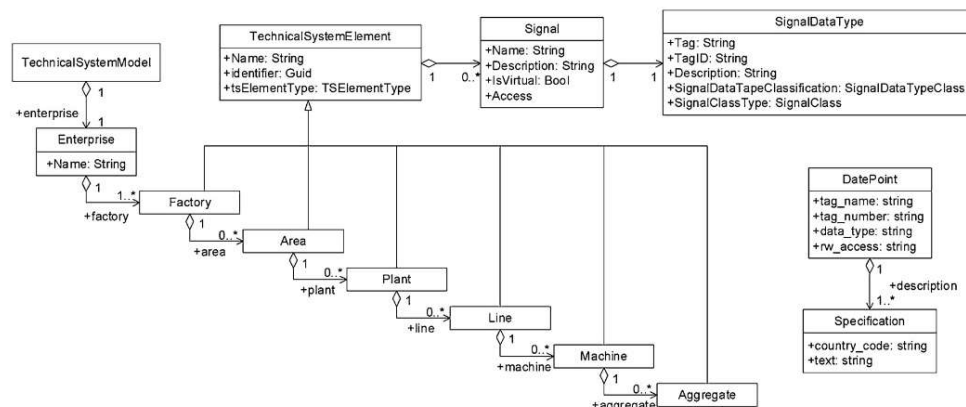 TechnicalSystemModel
1
+enterprise
1
Enterprise
+Name: String
1
1..*
+factory
Factory
1
0..*
+area
Area
1
0..*
+plant
Plant
1
0..*
+line
Line
1
0..*
+machine
Machine
1
0..*
+aggregate
Aggregate
TechnicalSystemElement
+Name: String
+identifier: Guid
+tsElementType: TSElementType
1
0..*
Signal
+Name: String
+Description: String
+IsVirtual: Bool
+Access
1
1
SignalDataType
+Tag: String
+TagID: String
+Description: String
+SignalDataTapeClassification: SignalDataTypeClass
+SignalClassType: SignalClass
DatePoint
+tag_name: string
+tag_number: string
+data_type: string
+rw_access: string
1
+description
1..*
Specification
+country_code: string
+text: string